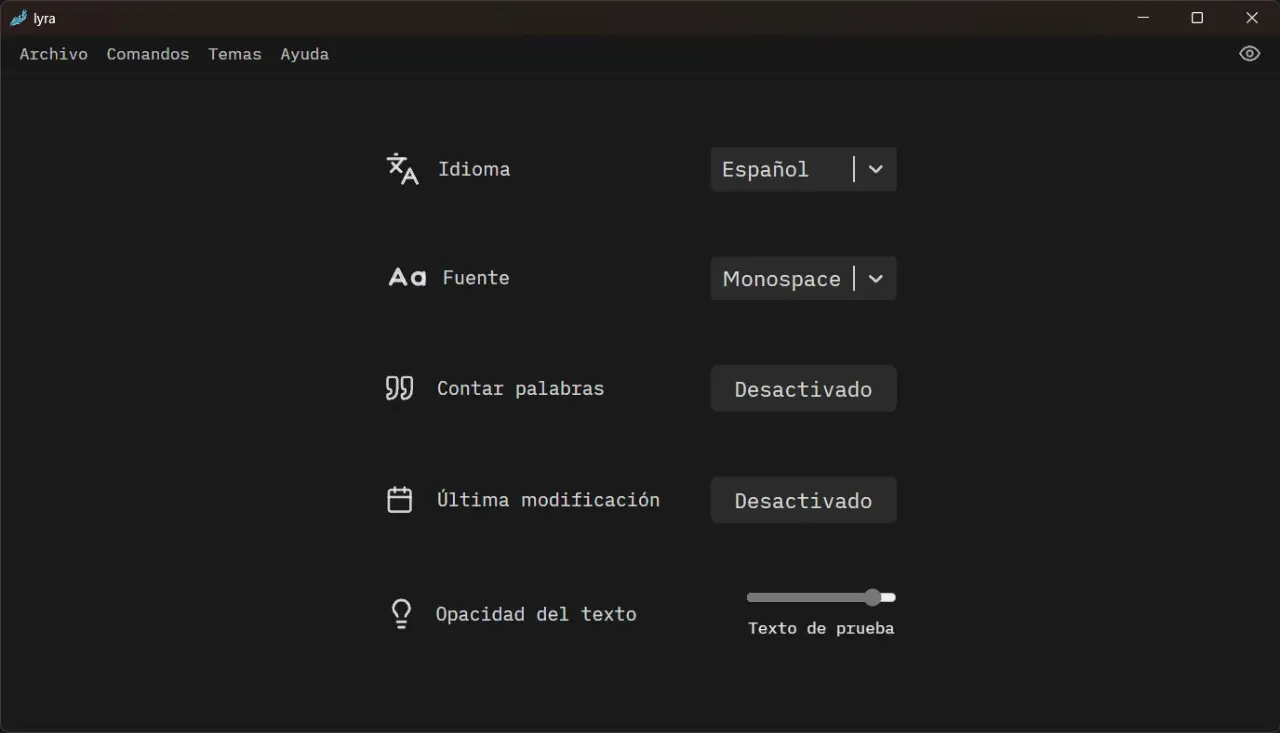 lyra
Archivo Comandos Temas Ayuda
Idioma Español
Aa Fuente Monospace
Contar palabras Desactivado
Última modificación Desactivado
Opacidad del texto
Texto de prueba